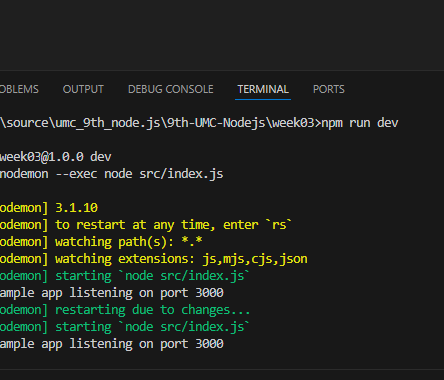 OBLEMS OUTPUT DEBUG CONSOLE TERMINAL PORTS
\source\umc_9th_node.js\9th-UMC-Nodejs\week03>npm run dev
week03@1.0.0 dev
nodemon --exec node src/index.js
odemon] 3.1.10
odemon] to restart at any time, enter `rs`
odemon] watching path(s): *.*
odemon] watching extensions: js,mjs,cjs,json
odemon] starting `node src/index.js`
ample app listening on port 3000
odemon] restarting due to changes...
odemon] starting `node src/index.js`
ample app listening on port 3000